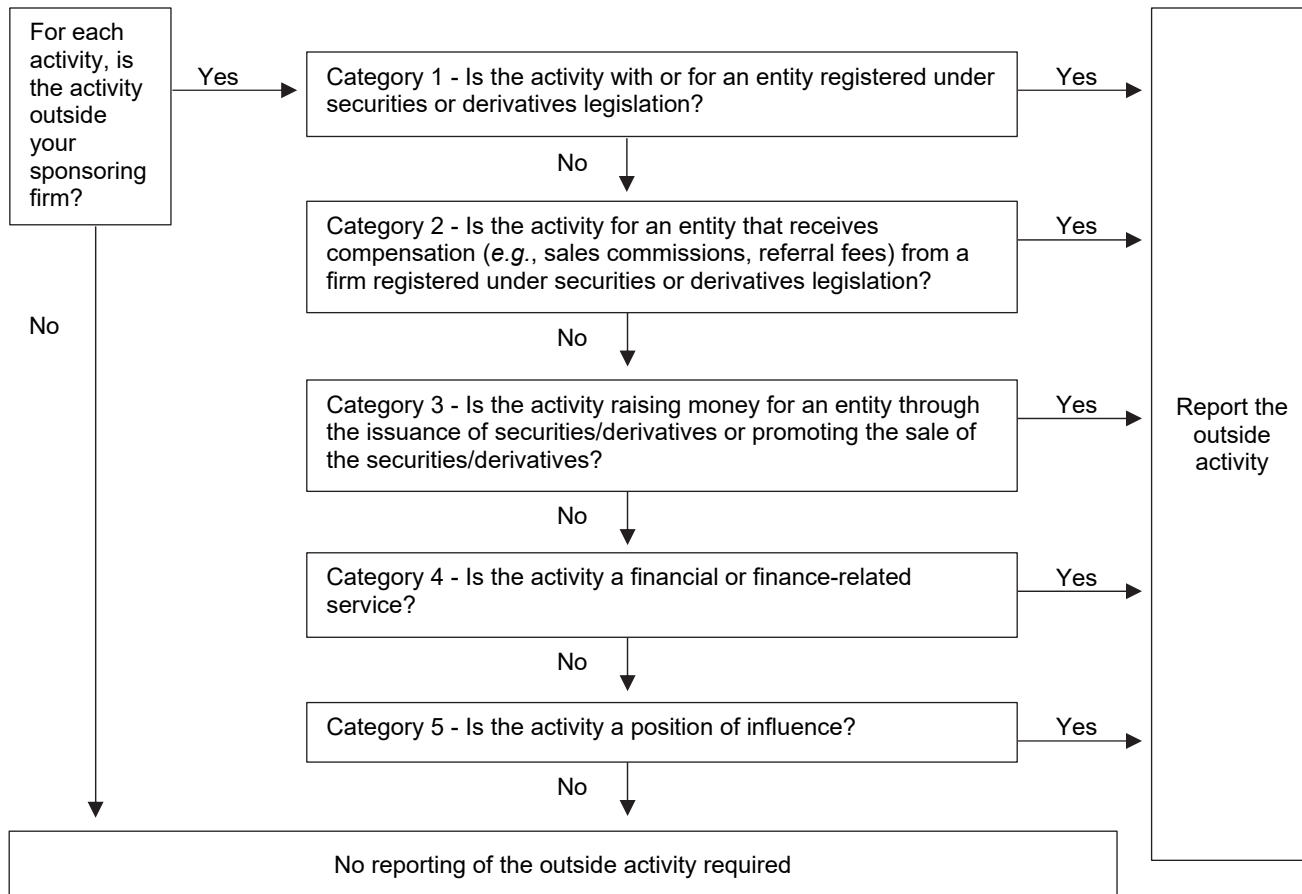 For each
activity, is
the activity
outside
your
sponsoring
firm?
Yes
Category 1 - Is the activity with or for an entity registered under
securities or derivatives legislation?
Yes
No
Category 2 - Is the activity for an entity that receives
compensation (e.g., sales commissions, referral fees) from a
firm registered under securities or derivatives legislation?
Yes
No
No
Category 3 - Is the activity raising money for an entity through
the issuance of securities/derivatives or promoting the sale of
the securities/derivatives?
Yes
Report the
outside
activity
No
Category 4 - Is the activity a financial or finance-related
service?
Yes
No
Category 5 - Is the activity a position of influence?
Yes
No
No reporting of the outside activity required